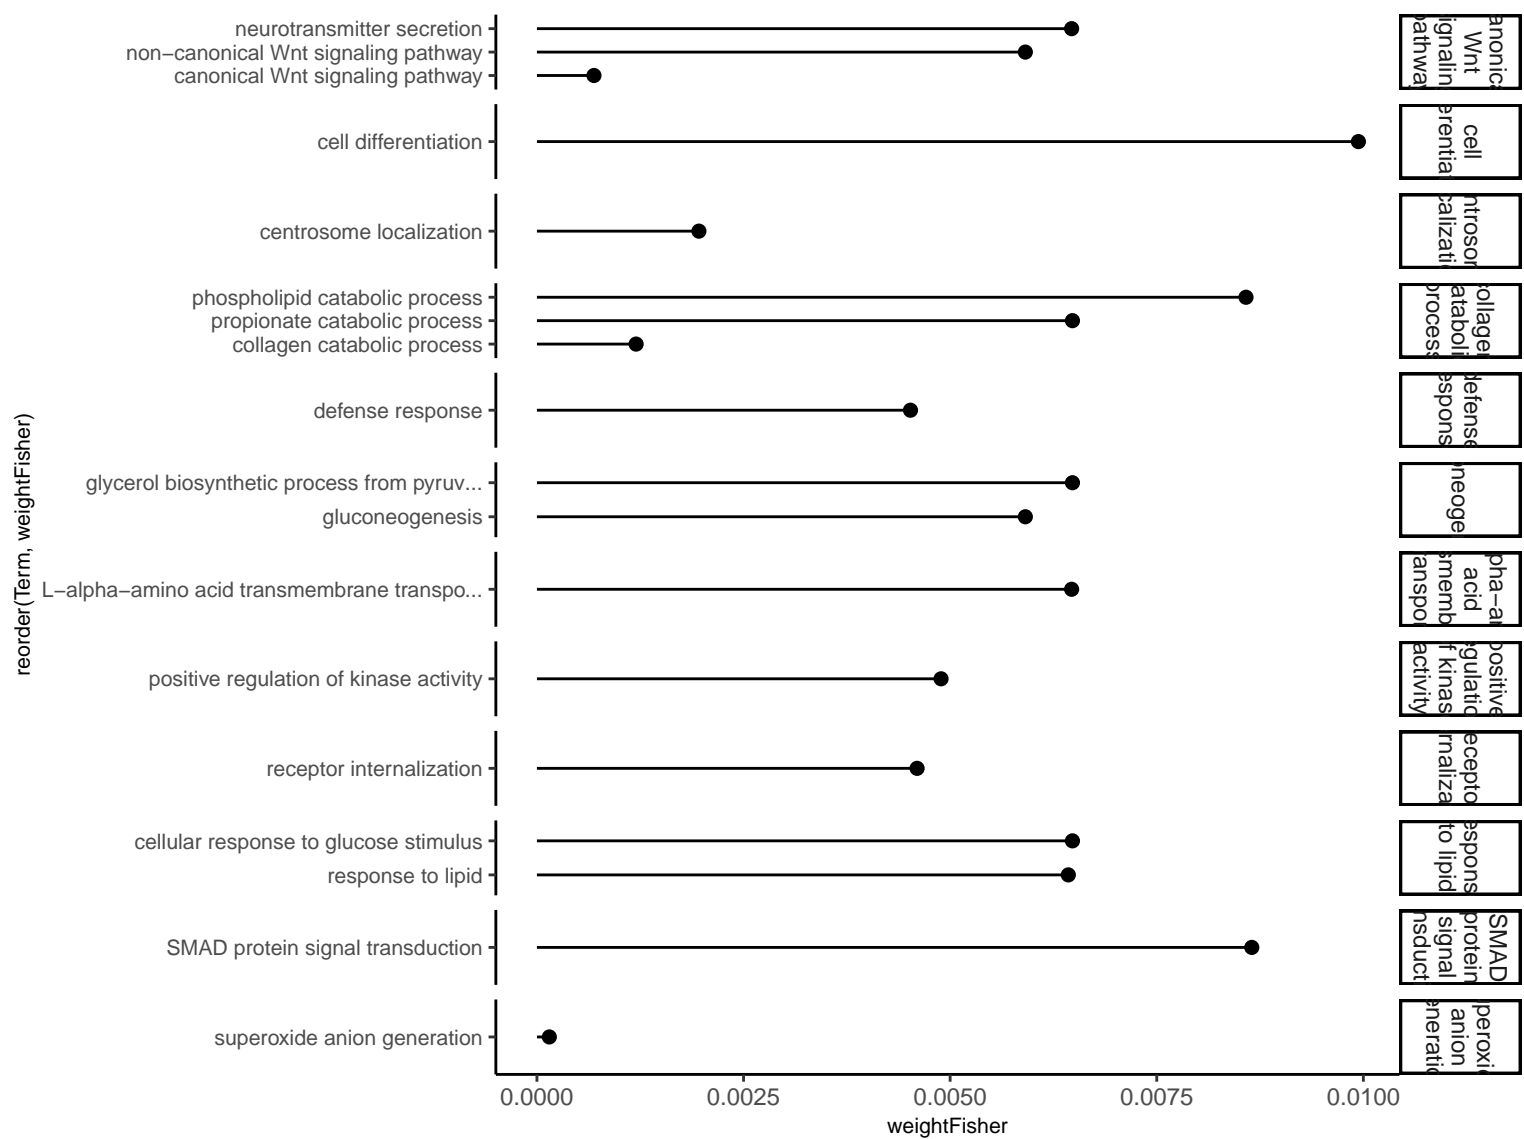 neurotransmitter secretion
non−canonical Wnt signaling pathway
canonical Wnt signaling pathway
cell differentiation
centrosome localization
phospholipid catabolic process
propionate catabolic process
collagen catabolic process
defense response
glycerol biosynthetic process from pyruv...
gluconeogenesis
L−alpha−amino acid transmembrane transpo...
positive regulation of kinase activity
receptor internalization
cellular response to glucose stimulus
response to lipid
SMAD protein signal transduction
superoxide anion generation
reorder(Term, weightFisher)
0.0000 0.0025 0.0050 0.0075 0.0100
weightFisher
Wnt
cell
defense
acid
positive
activity
to lipid
SMAD
protein
signal
anion